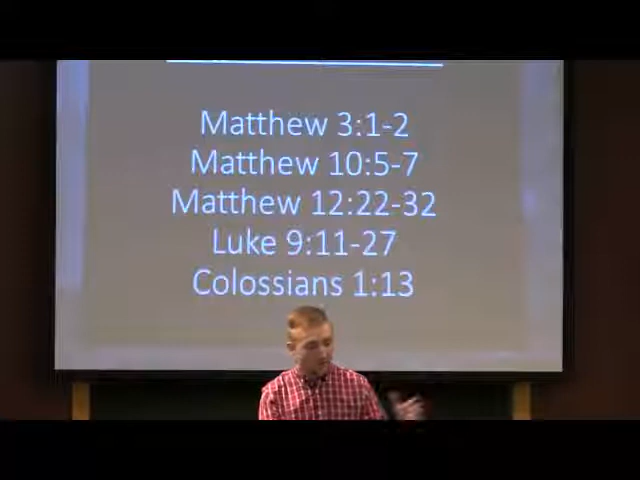 Matthew 3:1-2
Matthew 10:5-7
Matthew 12:22-32
Luke 9:11-27
Colossians 1:13